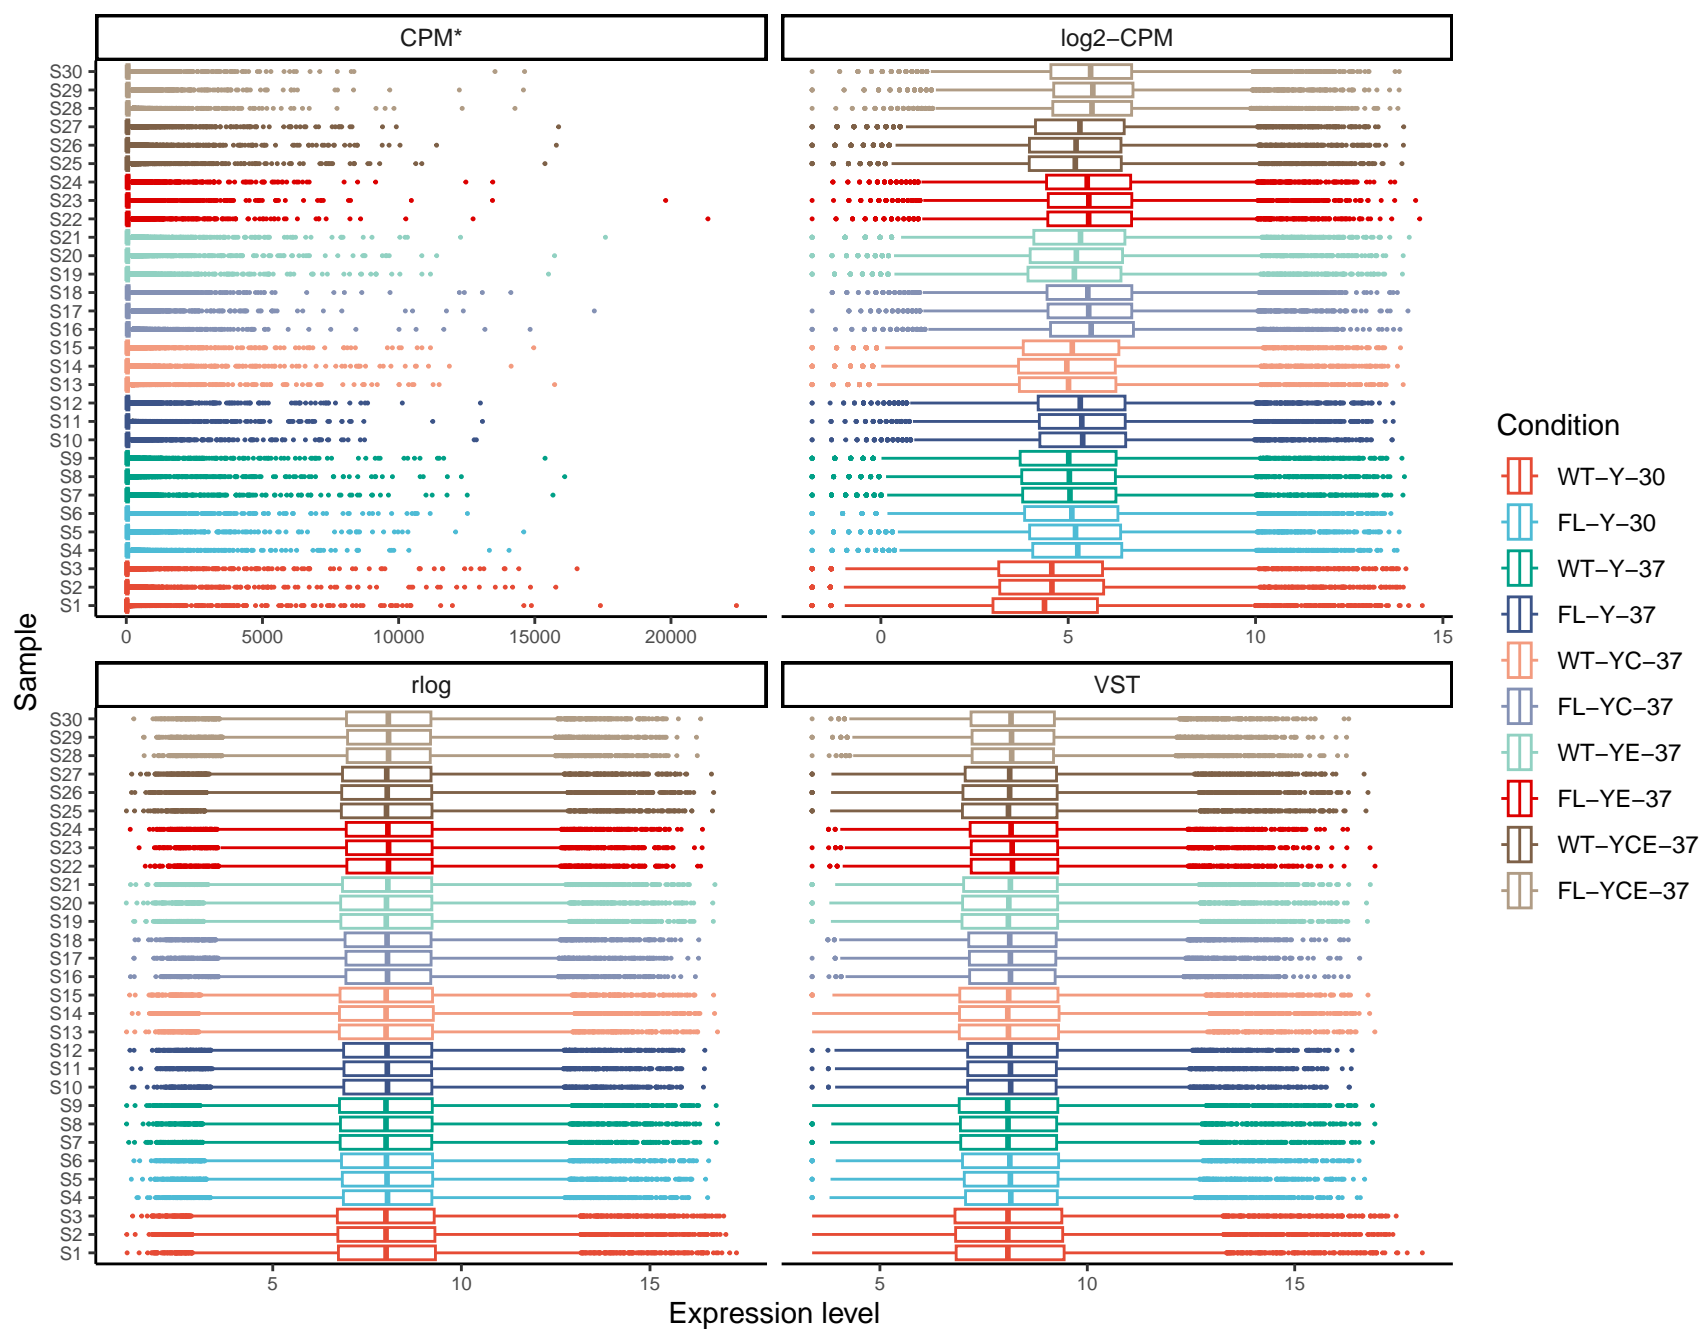 CPM*
log2−CPM
S30
S29
S28
S27
S26
S25
S24
S23
S22
S21
S20
S19
S18
S17
S16
S15
S14
S13
S12
S11
S10
S9
S8
S7
S6
S5
S4
S3
S2
S1
0 5000 10000 15000 20000
0 5 10 15
rlog
VST
S30
S29
S28
S27
S26
S25
S24
S23
S22
S21
S20
S19
S18
S17
S16
S15
S14
S13
S12
S11
S10
S9
S8
S7
S6
S5
S4
S3
S2
S1
5 10 15
5 10 15
Sample
Expression level
Condition
WT−Y−30
FL−Y−30
WT−Y−37
FL−Y−37
WT−YC−37
FL−YC−37
WT−YE−37
FL−YE−37
WT−YCE−37
FL−YCE−37